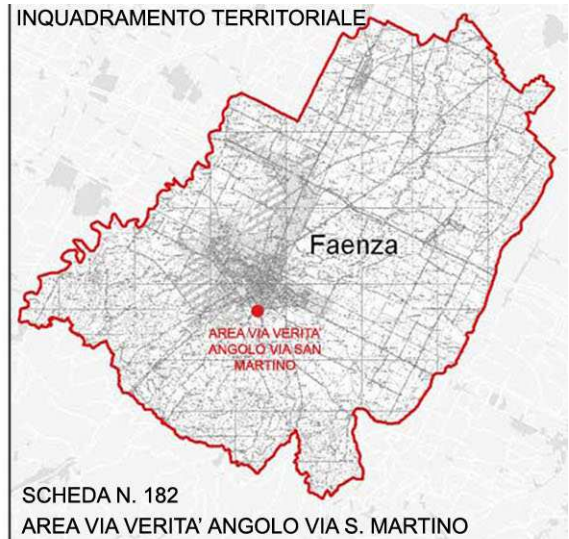 INQUADRAMENTO TERRITORIALE
Faenza
AREA VIA VERITA'
ANGOLO VIA SAN
MARTINO
SCHEDA N. 182
AREA VIA VERITA' ANGOLO VIA S. MARTINO